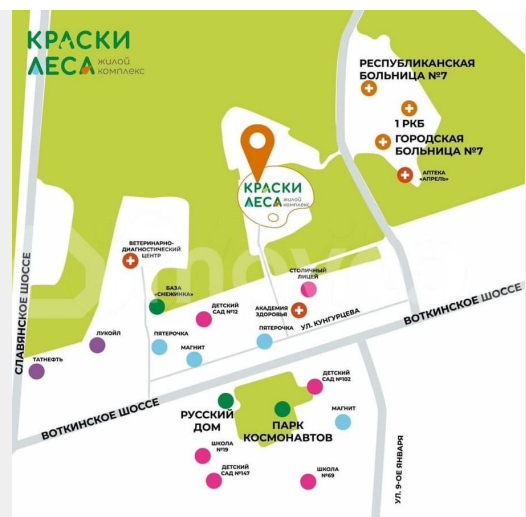 КРАСКИ
ЛЕСА жилой
комплекс
РЕСПУБЛИКАНСКАЯ
БОЛЬНИЦА №7
1 РКБ
ГОРОДСКАЯ
БОЛЬНИЦА №7
АПТЕКА
«АПРЕЛЬ»
КРАСКИ
ЛЕСА жилой
комплекс
ВЕТЕРИНАРНО-
ДИАГНОСТИЧЕСКИЙ
ЦЕНТР
СТОЛИЧНЫЙ
ЛИЦЕЙ
БАЗА
«СНЕЖИНКА»
ДЕТСКИЙ
САД №12
АКАДЕМИЯ
ЗДОРОВЬЯ
УЛ. КУНГУРЦЕВА
ВОТКИНСКОЕ ШОССЕ
СЛАВЯНСКОЕ ШОССЕ
ЛУКОЙЛ
ТАТНЕФТЬ
ПЯТЕРОЧКА
МАГНИТ
ПЯТЕРОЧКА
ВОТКИНСКОЕ ШОССЕ
ДЕТСКИЙ
САД №102
РУССКИЙ
ДОМ
ПАРК
КОСМОНАВТОВ
МАГНИТ
ШКОЛА
№19
ДЕТСКИЙ
САД №147
ШКОЛА
№69
УЛ. 9-ОЕ ЯНВАРЯ